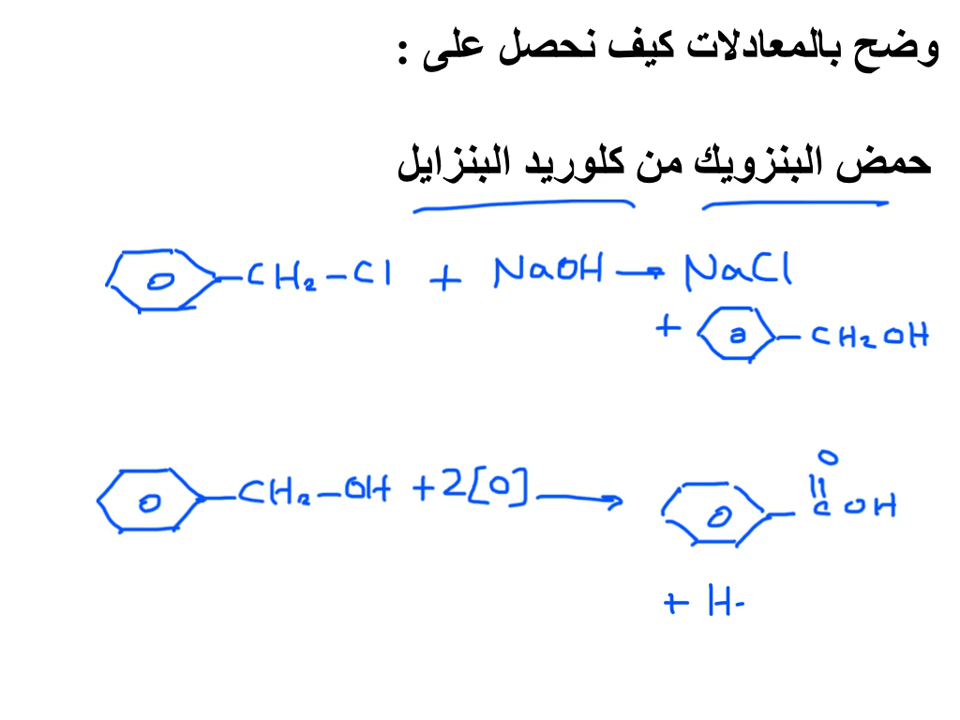 وضح بالمعادلات كيف نحصل على :
حمض البنزويك من كلوريد البنزايل
-CH₂-Cl + NaOH → NaCl
+ -CH₂OH
-CH₂-OH + 2[O] →
O
-C OH
+ H-